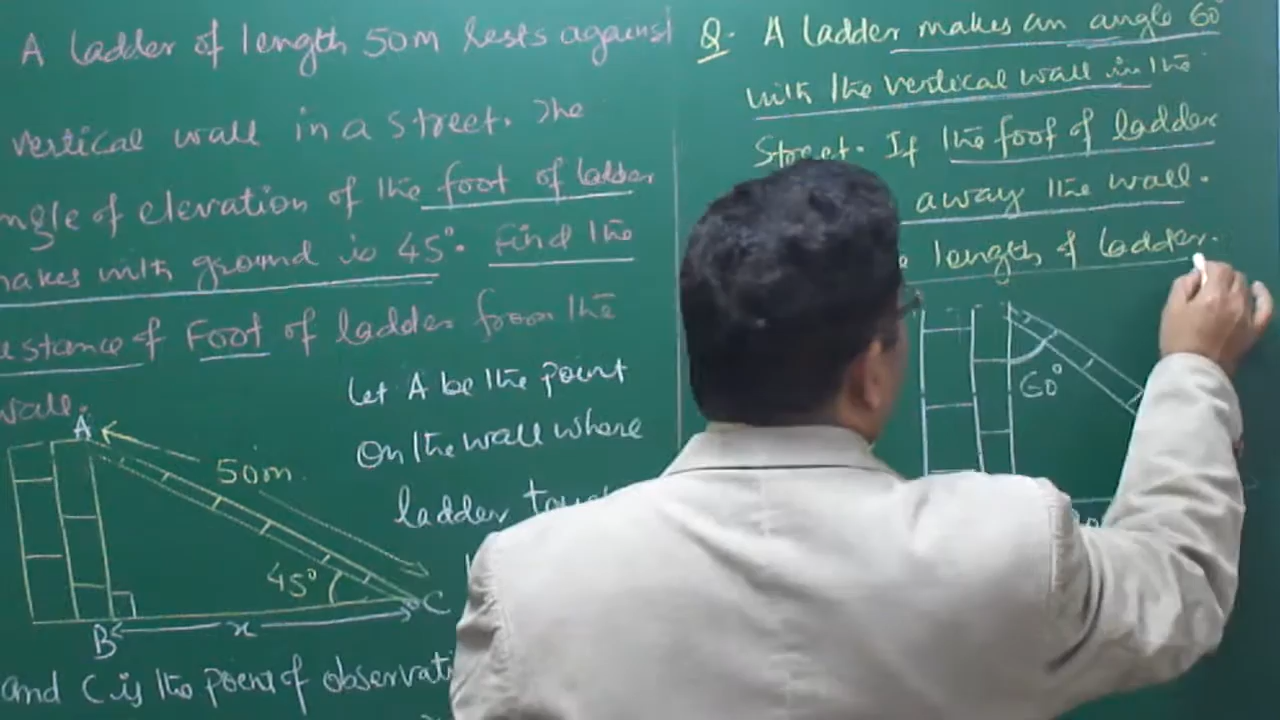 A ladder of length 50m rests against
vertical wall in a street. The
ngle of elevation of the foot of ladder
makes with ground is 45°. Find the
istance of Foot of ladder from the
wall.
A
50m
45°
B
x
C
Let A be the point
on the wall where
ladder
and C is the point of
Q. A ladder makes an angle 60°
with the vertical wall in the
Street. If the foot of ladder
away the wall.
length of ladder.
60°